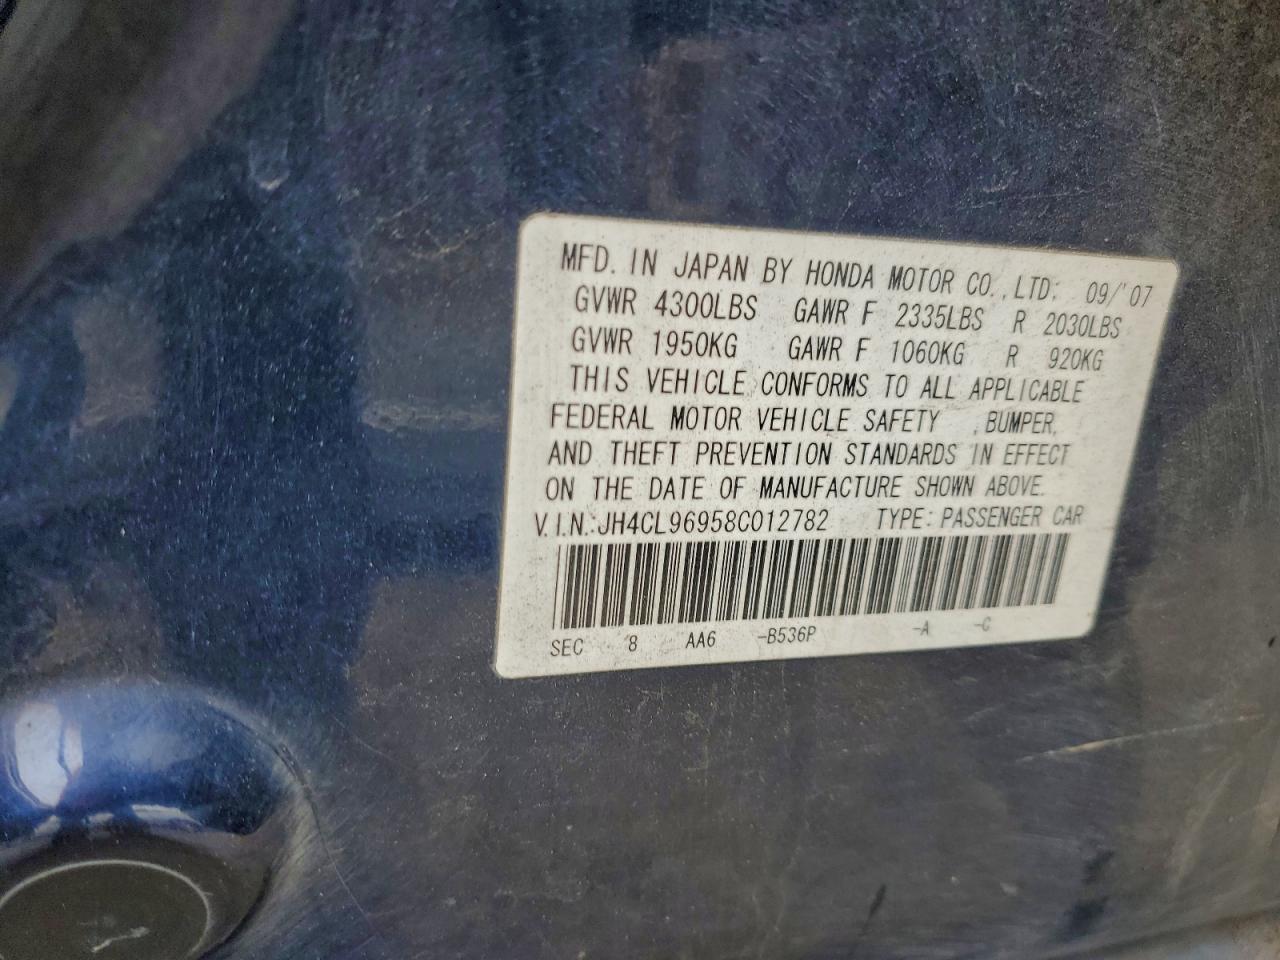 MFD. IN JAPAN BY HONDA MOTOR CO., LTD. 09/'07
GVWR 4300LBS GAWR F 2335LBS R 2030LBS
GVWR 1950KG GAWR F 1060KG R 920KG
THIS VEHICLE CONFORMS TO ALL APPLICABLE
FEDERAL MOTOR VEHICLE SAFETY , BUMPER,
AND THEFT PREVENTION STANDARDS IN EFFECT
ON THE DATE OF MANUFACTURE SHOWN ABOVE.
V.I.N.:JH4CL96958C012782 TYPE: PASSENGER CAR
SEC 8 AA6 -B536P -A -C